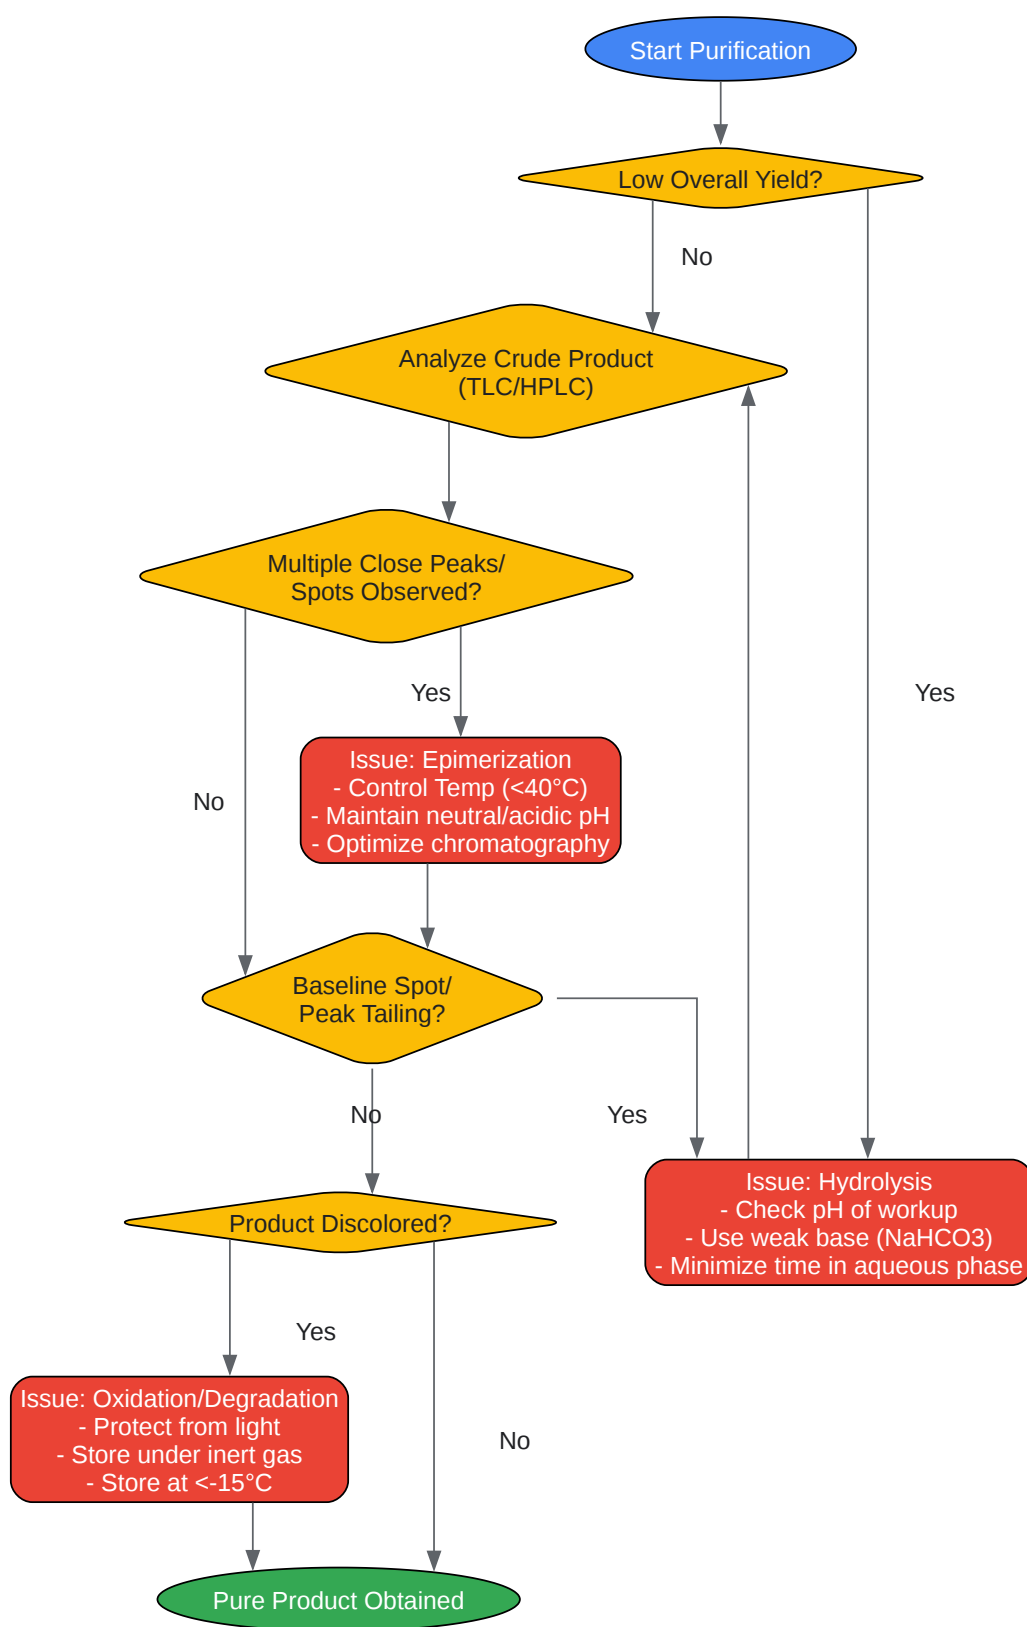 Start Purification
Low Overall Yield?
No
Analyze Crude Product
(TLC/HPLC)
Multiple Close Peaks/
Spots Observed?
Yes
Yes
Issue: Epimerization
- Control Temp (<40°C)
- Maintain neutral/acidic pH
- Optimize chromatography
No
Baseline Spot/
Peak Tailing?
No
Yes
Issue: Hydrolysis
- Check pH of workup
- Use weak base (NaHCO3)
- Minimize time in aqueous phase
Product Discolored?
Yes
Issue: Oxidation/Degradation
- Protect from light
- Store under inert gas
- Store at <-15°C
No
Pure Product Obtained